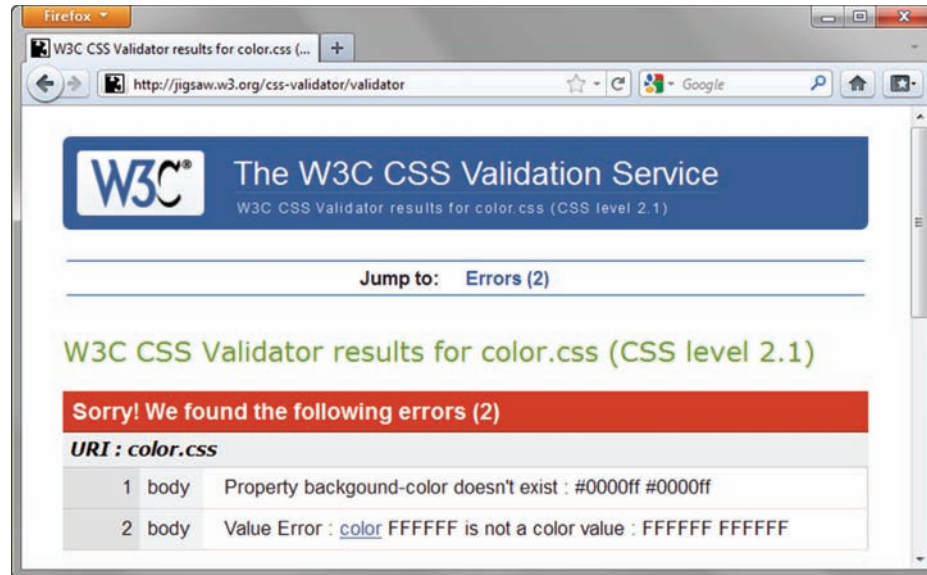 Firefox
W3C CSS Validator results for color.css (...
http://jigsaw.w3.org/css-validator/validator
Google
W3C®
The W3C CSS Validation Service
W3C CSS Validator results for color.css (CSS level 2.1)
Jump to: Errors (2)
W3C CSS Validator results for color.css (CSS level 2.1)
Sorry! We found the following errors (2)
URI : color.css
1 body Property backgound-color doesn't exist : #0000ff #0000ff
2 body Value Error : color FFFFFF is not a color value : FFFFFF FFFFFF